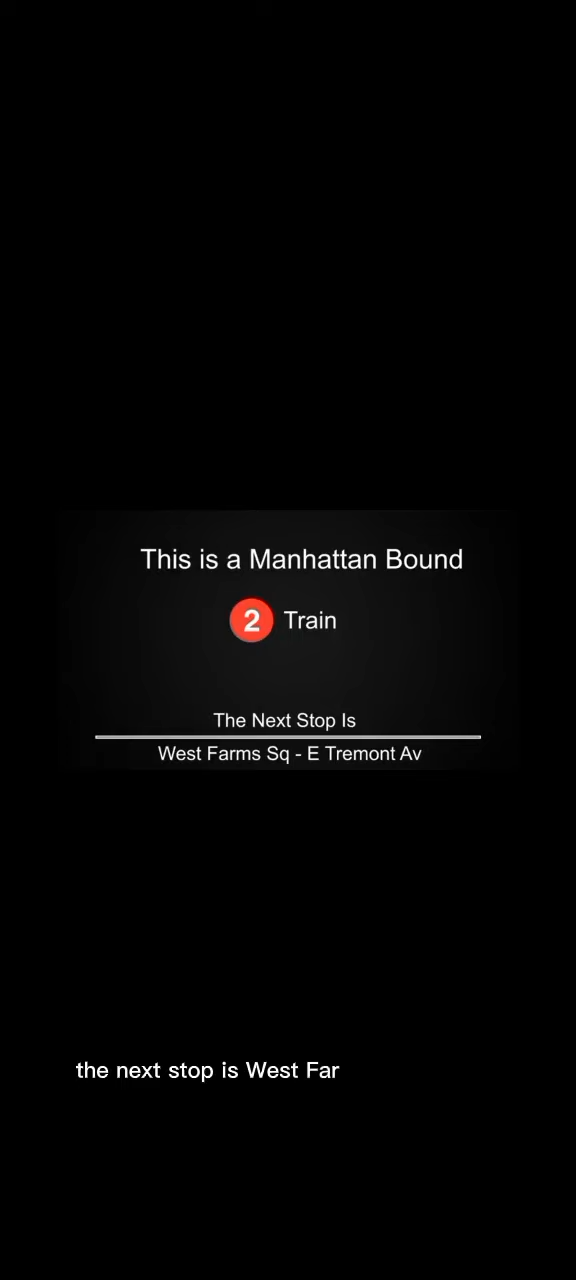 This is a Manhattan Bound
2 Train
The Next Stop Is
West Farms Sq - E Tremont Av
the next stop is West Far